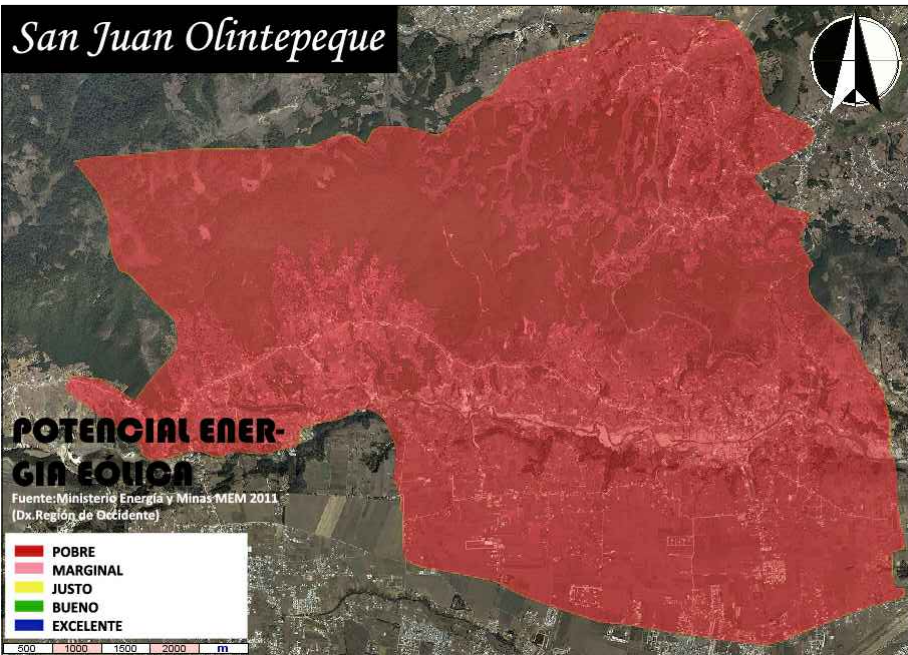 San Juan Olintepeque
POTENCIAL ENER-
GIA EÓLICA
Fuente:Ministerio Energía y Minas MEM 2011
(Dx.Región de Occidente)
POBRE
MARGINAL
JUSTO
BUENO
EXCELENTE
500 1000 1500 2000 m